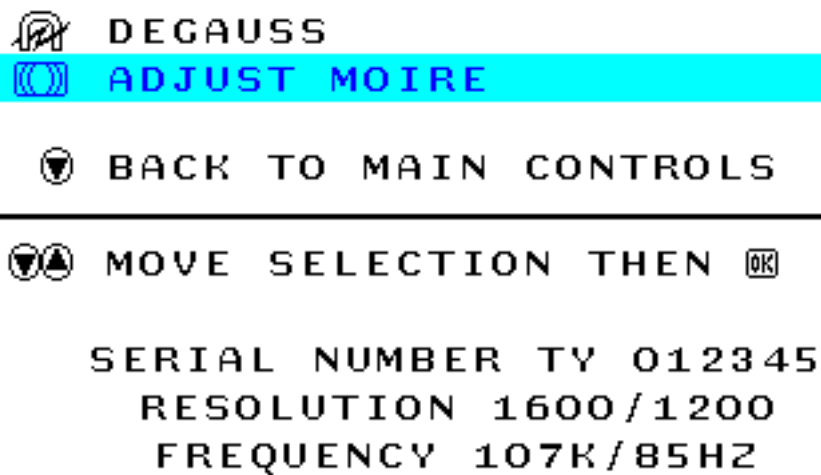 DEGAUSS
ADJUST MOIRE
BACK TO MAIN CONTROLS
MOVE SELECTION THEN OK
SERIAL NUMBER TY 012345
RESOLUTION 1600/1200
FREQUENCY 107K/85HZ